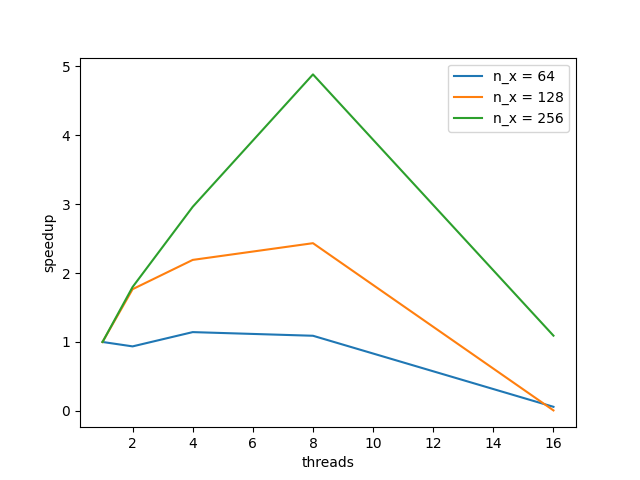 n_x = 64
n_x = 128
n_x = 256
5
4
3
2
1
0
speedup
2 4 6 8 10 12 14 16
threads